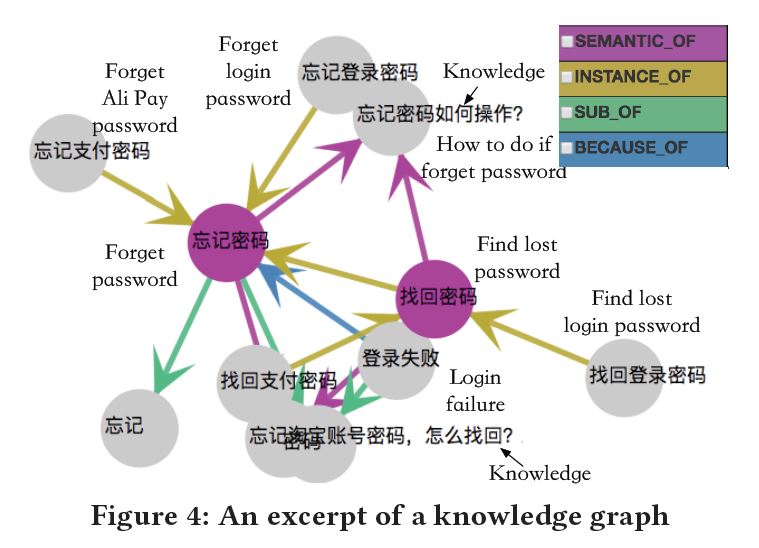 Forget
login
password
SEMANTIC_OF
INSTANCE_OF
SUB_OF
BECAUSE_OF
Forget
Ali Pay
password
忘记登录密码
Knowledge
忘记密码如何操作?
How to do if
forget password
忘记支付密码
忘记密码
Forget
password
Find lost
password
找回密码
Find lost
login password
登录失败
找回支付密码
Login
failure
找回登录密码
忘记
忘记淘宝账号密码，怎么找回?
密码
Knowledge
Figure 4: An excerpt of a knowledge graph